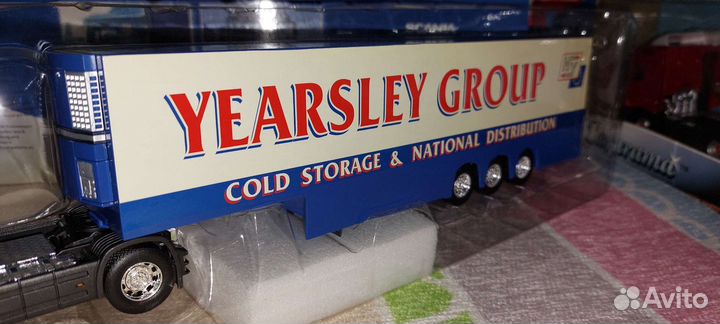 YEARSLEY GROUP
COLD STORAGE & NATIONAL DISTRIBUTION
Avito